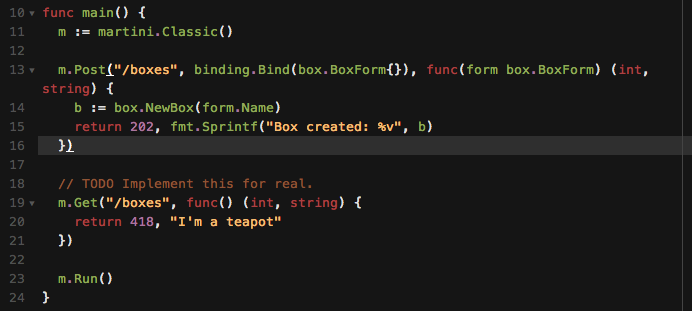 10 func main() {
11 m := martini.Classic()
12
13 m.Post("/boxes", binding.Bind(box.BoxForm{}), func(form box.BoxForm) (int,
string) {
14 b := box.NewBox(form.Name)
15 return 202, fmt.Sprintf("Box created: %v", b)
16 })
17
18 // TODO Implement this for real.
19 m.Get("/boxes", func() (int, string) {
20 return 418, "I'm a teapot"
21 })
22
23 m.Run()
24 }